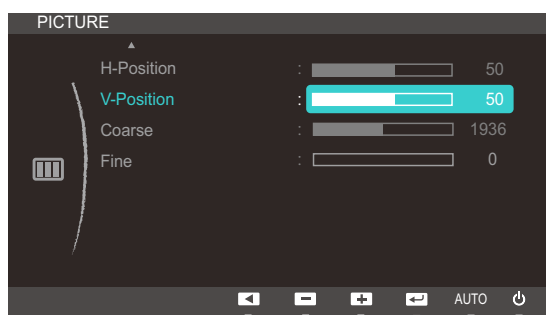 PICTURE
H-Position : 50
V-Position : 50
Coarse : 1936
Fine : 0
AUTO